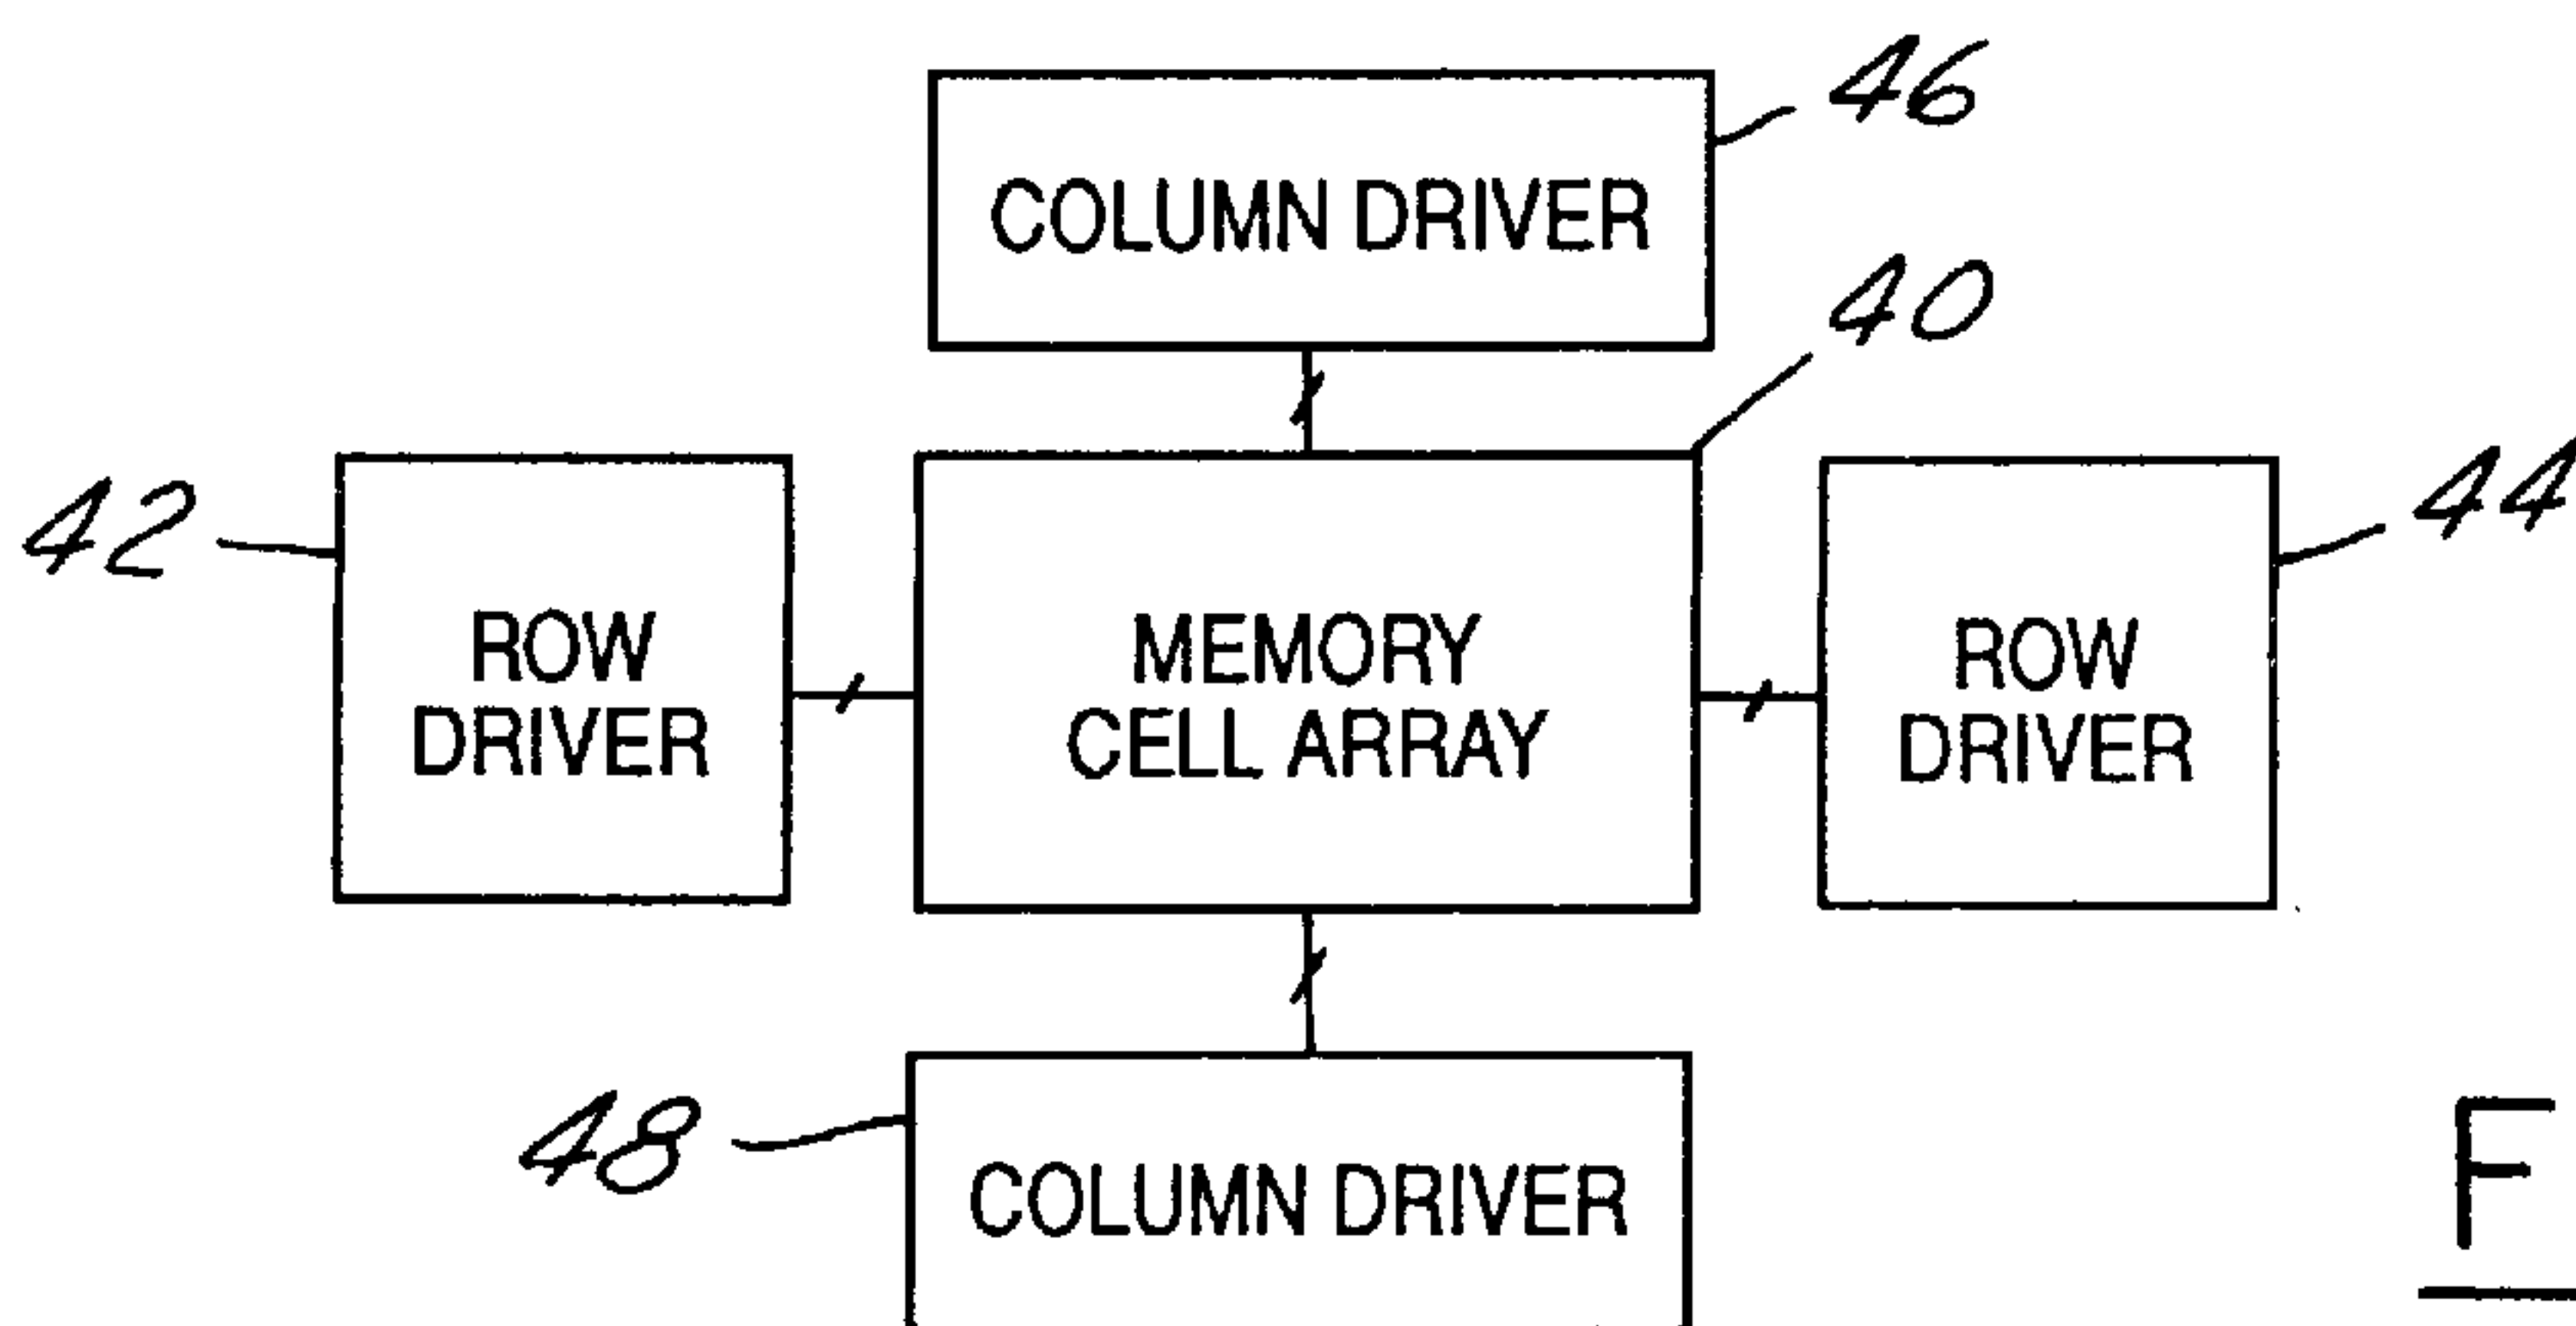 46
COLUMN DRIVER
40
42
44
ROW
DRIVER
MEMORY
CELL ARRAY
ROW
DRIVER
48
COLUMN DRIVER
F